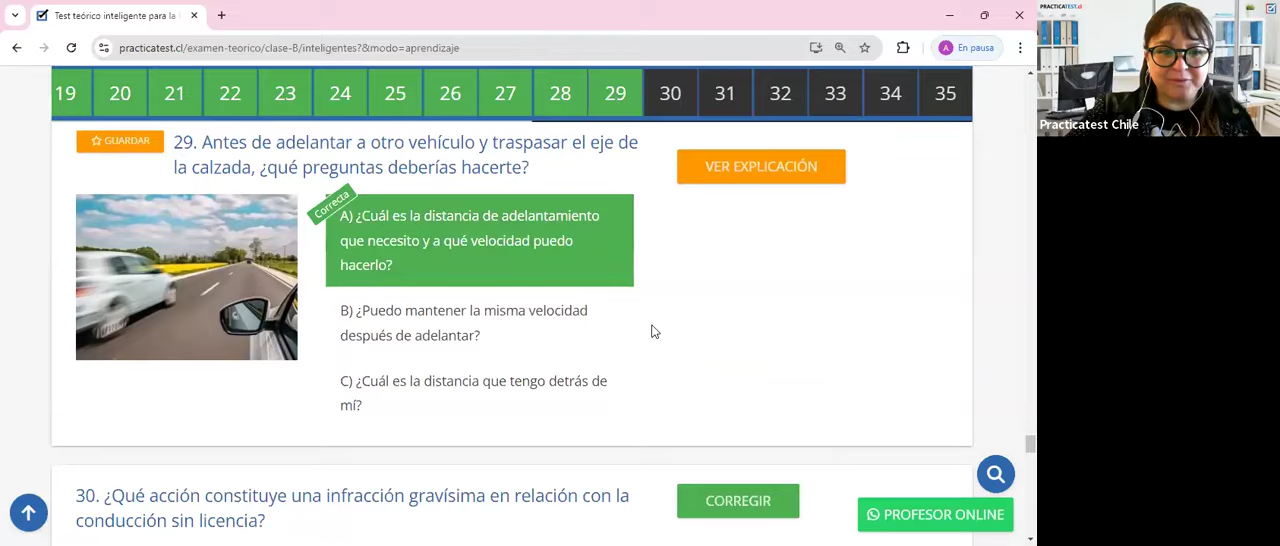 Test teórico inteligente para la
practicatest.cl/examen-teorico/clase-B/inteligentes?&modo=aprendizaje
A
En pausa
19 20 21 22 23 24 25 26 27 28 29 30 31 32 33 34 35
GUARDAR
29. Antes de adelantar a otro vehículo y traspasar el eje de
la calzada, ¿qué preguntas deberías hacerte?
VER EXPLICACIÓN
Correcta
A) ¿Cuál es la distancia de adelantamiento
que necesito y a qué velocidad puedo
hacerlo?
B) ¿Puedo mantener la misma velocidad
después de adelantar?
C) ¿Cuál es la distancia que tengo detrás de
mí?
30. ¿Qué acción constituye una infracción gravísima en relación con la
conducción sin licencia?
CORREGIR
PROFESOR ONLINE
PRACTICATEST.cl
Practicatest Chile